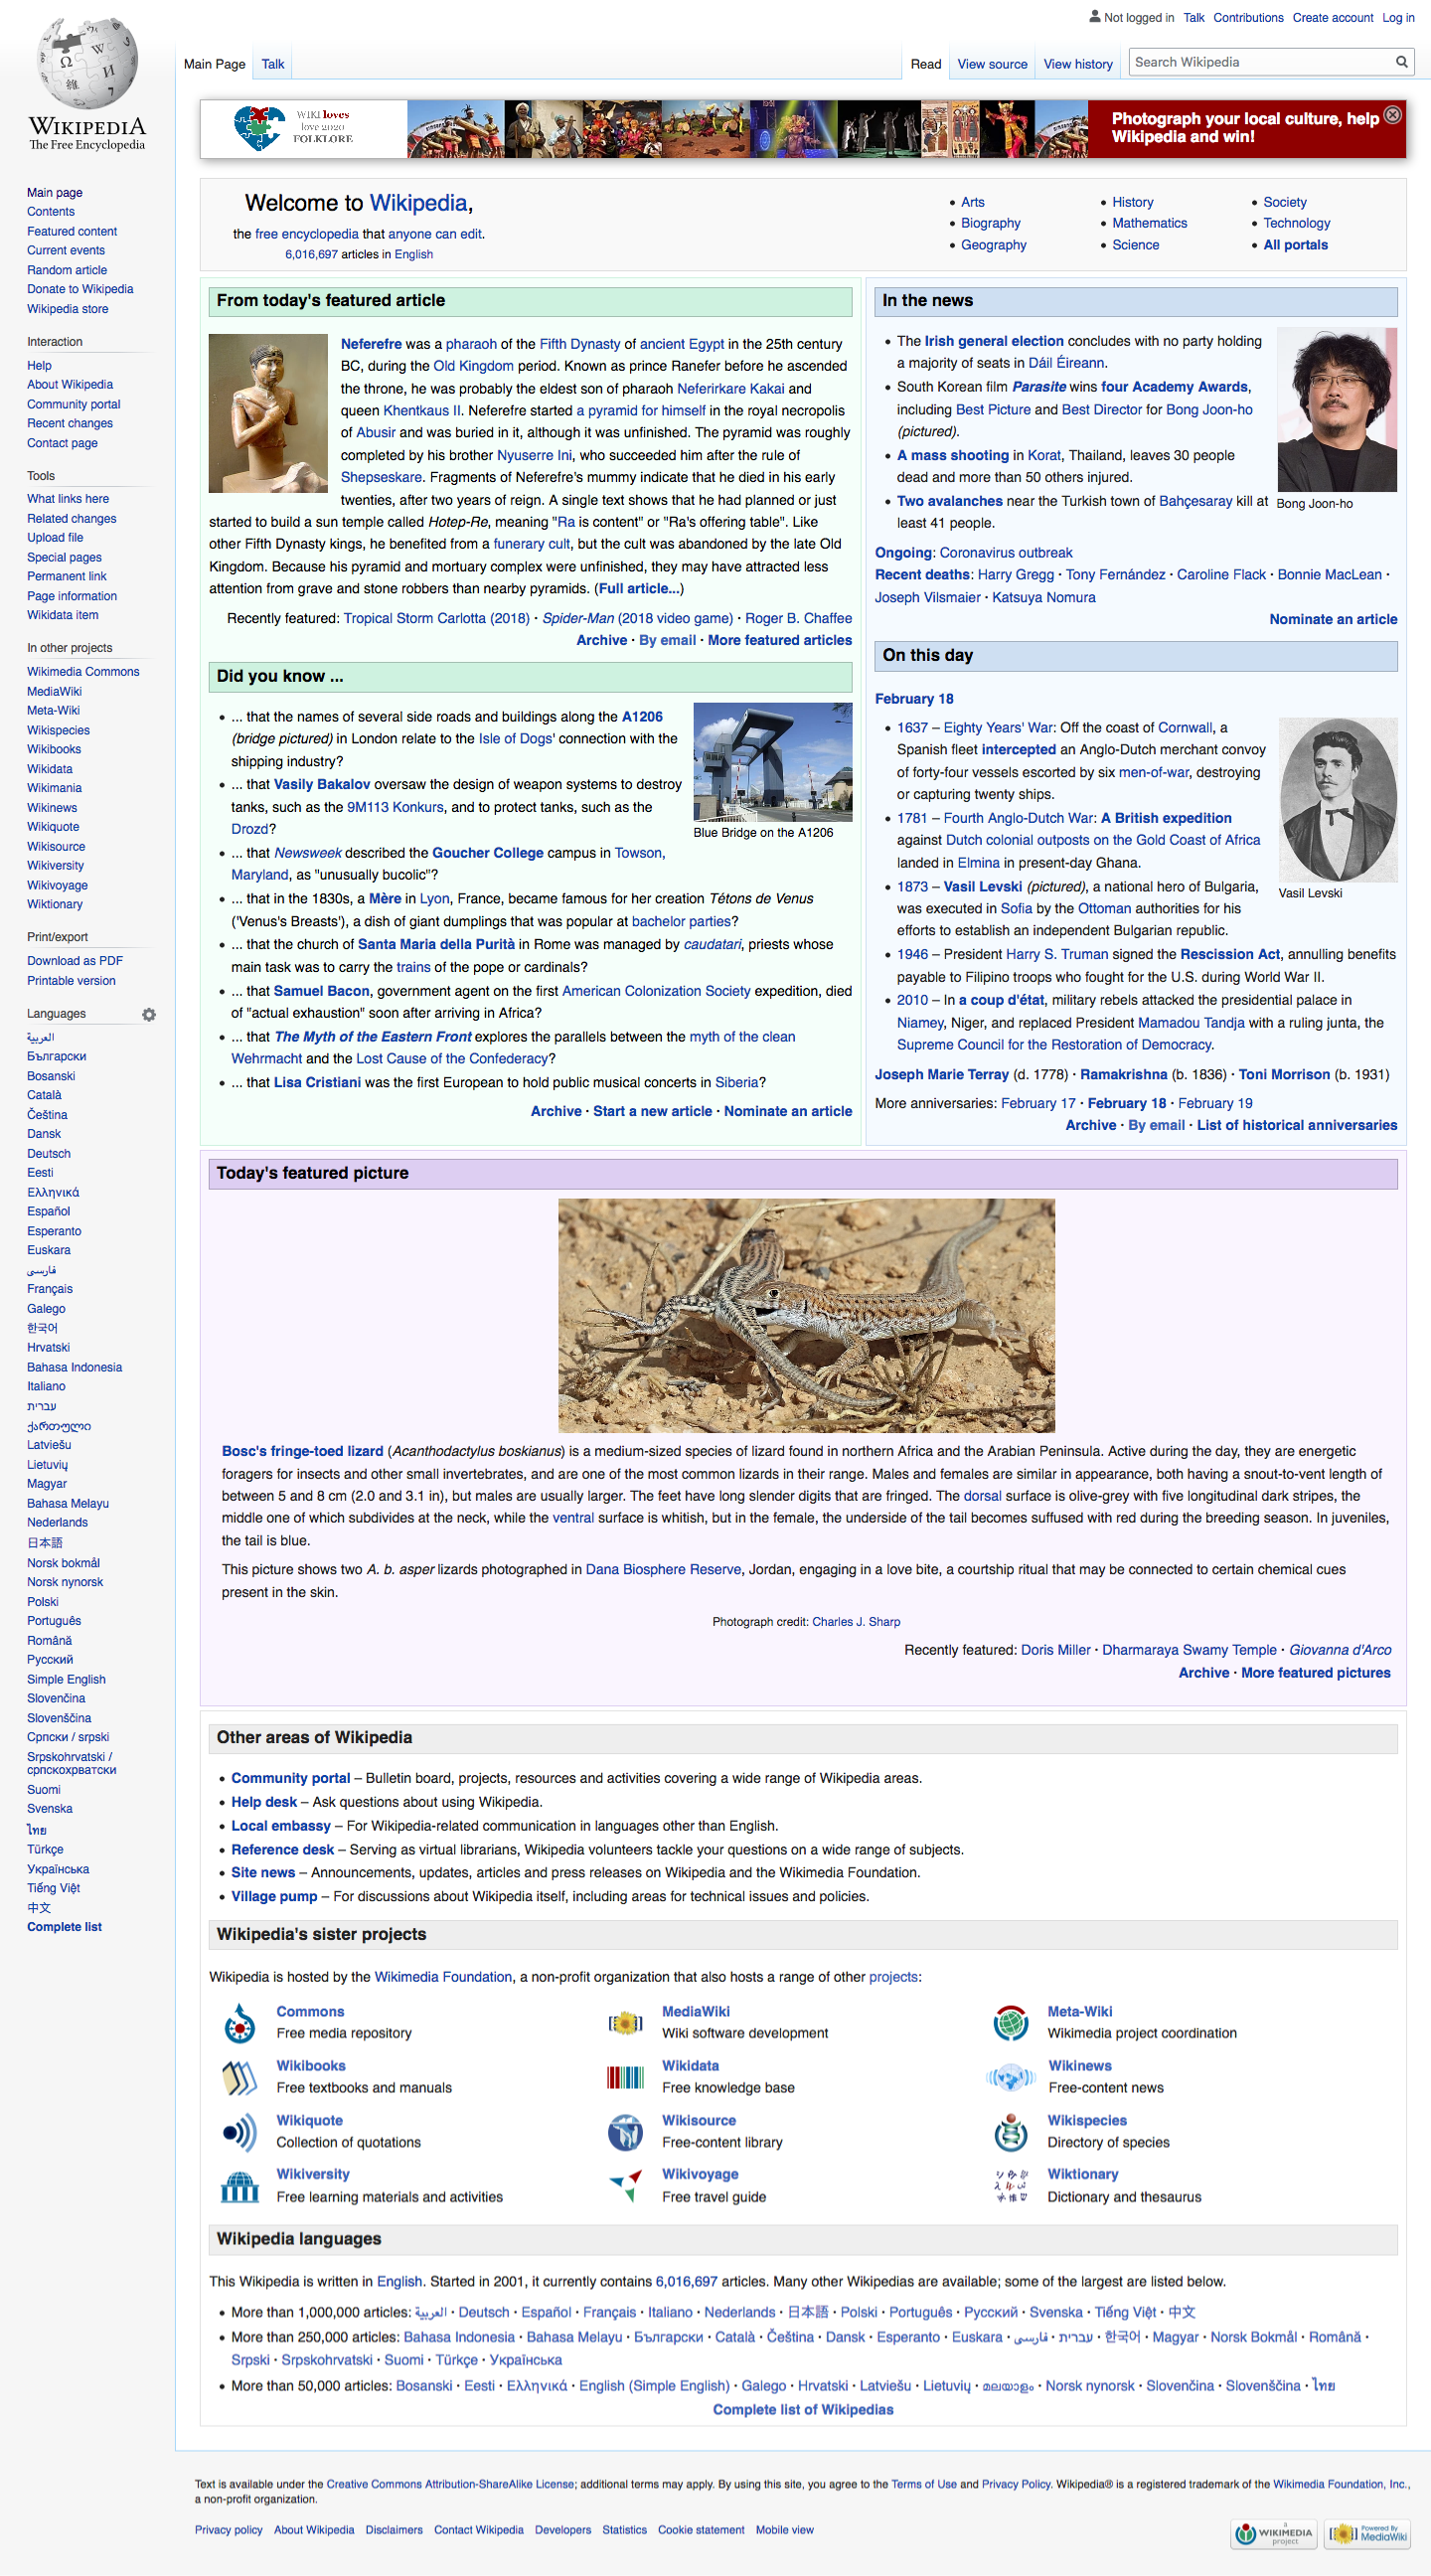 Not logged in Talk Contributions Create account Log in
Main Page Talk Read View source View history Search Wikipedia
WIKIPEDIA
The Free Encyclopedia
WIKI loves
love 2020
FOLKLORE
Photograph your local culture, help
Wikipedia and win!
Main page
Contents
Featured content
Current events
Random article
Donate to Wikipedia
Wikipedia store
Interaction
Help
About Wikipedia
Community portal
Recent changes
Contact page
Tools
What links here
Related changes
Upload file
Special pages
Permanent link
Page information
Wikidata item
In other projects
Wikimedia Commons
MediaWiki
Meta-Wiki
Wikispecies
Wikibooks
Wikidata
Wikimania
Wikinews
Wikiquote
Wikisource
Wikiversity
Wikivoyage
Wiktionary
Print/export
Download as PDF
Printable version
Languages
العربية
Български
Bosanski
Català
Čeština
Dansk
Deutsch
Eesti
Ελληνικά
Español
Esperanto
Euskara
فارسی
Français
Galego
한국어
Hrvatski
Bahasa Indonesia
Italiano
עברית
ქართული
Latviešu
Lietuvių
Magyar
Bahasa Melayu
Nederlands
日本語
Norsk bokmål
Norsk nynorsk
Polski
Português
Română
Русский
Simple English
Slovenčina
Slovenščina
Српски / srpski
Srpskohrvatski /
српскохрватски
Suomi
Svenska
ไทย
Türkçe
Українська
Tiếng Việt
中文
Complete list
Welcome to Wikipedia,
the free encyclopedia that anyone can edit.
6,016,697 articles in English
• Arts • History • Society
• Biography • Mathematics • Technology
• Geography • Science • All portals
From today's featured article
Neferefre was a pharaoh of the Fifth Dynasty of ancient Egypt in the 25th century
BC, during the Old Kingdom period. Known as prince Ranefer before he ascended
the throne, he was probably the eldest son of pharaoh Neferirkare Kakai and
queen Khentkaus II. Neferefre started a pyramid for himself in the royal necropolis
of Abusir and was buried in it, although it was unfinished. The pyramid was roughly
completed by his brother Nyuserre Ini, who succeeded him after the rule of
Shepseskare. Fragments of Neferefre's mummy indicate that he died in his early
twenties, after two years of reign. A single text shows that he had planned or just
started to build a sun temple called Hotep-Re, meaning "Ra is content" or "Ra's offering table". Like
other Fifth Dynasty kings, he benefited from a funerary cult, but the cult was abandoned by the late Old
Kingdom. Because his pyramid and mortuary complex were unfinished, they may have attracted less
attention from grave and stone robbers than nearby pyramids. (Full article...)
Recently featured: Tropical Storm Carlotta (2018) · Spider-Man (2018 video game) · Roger B. Chaffee
Archive · By email · More featured articles
Did you know ...
• ... that the names of several side roads and buildings along the A1206
(bridge pictured) in London relate to the Isle of Dogs' connection with the
shipping industry?
• ... that Vasily Bakalov oversaw the design of weapon systems to destroy
tanks, such as the 9M113 Konkurs, and to protect tanks, such as the
Drozd?
Blue Bridge on the A1206
• ... that Newsweek described the Goucher College campus in Towson,
Maryland, as "unusually bucolic"?
• ... that in the 1830s, a Mère in Lyon, France, became famous for her creation Tétons de Venus
('Venus's Breasts'), a dish of giant dumplings that was popular at bachelor parties?
• ... that the church of Santa Maria della Purità in Rome was managed by caudatari, priests whose
main task was to carry the trains of the pope or cardinals?
• ... that Samuel Bacon, government agent on the first American Colonization Society expedition, died
of "actual exhaustion" soon after arriving in Africa?
• ... that The Myth of the Eastern Front explores the parallels between the myth of the clean
Wehrmacht and the Lost Cause of the Confederacy?
• ... that Lisa Cristiani was the first European to hold public musical concerts in Siberia?
Archive · Start a new article · Nominate an article
In the news
• The Irish general election concludes with no party holding
a majority of seats in Dáil Éireann.
• South Korean film Parasite wins four Academy Awards,
including Best Picture and Best Director for Bong Joon-ho
(pictured).
• A mass shooting in Korat, Thailand, leaves 30 people
dead and more than 50 others injured.
• Two avalanches near the Turkish town of Bahçesaray kill at
least 41 people.
Bong Joon-ho
Ongoing: Coronavirus outbreak
Recent deaths: Harry Gregg · Tony Fernández · Caroline Flack · Bonnie MacLean ·
Joseph Vilsmaier · Katsuya Nomura
Nominate an article
On this day
February 18
• 1637 – Eighty Years' War: Off the coast of Cornwall, a
Spanish fleet intercepted an Anglo-Dutch merchant convoy
of forty-four vessels escorted by six men-of-war, destroying
or capturing twenty ships.
• 1781 – Fourth Anglo-Dutch War: A British expedition
against Dutch colonial outposts on the Gold Coast of Africa
landed in Elmina in present-day Ghana.
• 1873 – Vasil Levski (pictured), a national hero of Bulgaria,
was executed in Sofia by the Ottoman authorities for his
efforts to establish an independent Bulgarian republic.
Vasil Levski
• 1946 – President Harry S. Truman signed the Rescission Act, annulling benefits
payable to Filipino troops who fought for the U.S. during World War II.
• 2010 – In a coup d'état, military rebels attacked the presidential palace in
Niamey, Niger, and replaced President Mamadou Tandja with a ruling junta, the
Supreme Council for the Restoration of Democracy.
Joseph Marie Terray (d. 1778) · Ramakrishna (b. 1836) · Toni Morrison (b. 1931)
More anniversaries: February 17 · February 18 · February 19
Archive · By email · List of historical anniversaries
Today's featured picture
Bosc's fringe-toed lizard (Acanthodactylus boskianus) is a medium-sized species of lizard found in northern Africa and the Arabian Peninsula. Active during the day, they are energetic
foragers for insects and other small invertebrates, and are one of the most common lizards in their range. Males and females are similar in appearance, both having a snout-to-vent length of
between 5 and 8 cm (2.0 and 3.1 in), but males are usually larger. The feet have long slender digits that are fringed. The dorsal surface is olive-grey with five longitudinal dark stripes, the
middle one of which subdivides at the neck, while the ventral surface is whitish, but in the female, the underside of the tail becomes suffused with red during the breeding season. In juveniles,
the tail is blue.
This picture shows two A. b. asper lizards photographed in Dana Biosphere Reserve, Jordan, engaging in a love bite, a courtship ritual that may be connected to certain chemical cues
present in the skin.
Photograph credit: Charles J. Sharp
Recently featured: Doris Miller · Dharmaraya Swamy Temple · Giovanna d'Arco
Archive · More featured pictures
Other areas of Wikipedia
• Community portal – Bulletin board, projects, resources and activities covering a wide range of Wikipedia areas.
• Help desk – Ask questions about using Wikipedia.
• Local embassy – For Wikipedia-related communication in languages other than English.
• Reference desk – Serving as virtual librarians, Wikipedia volunteers tackle your questions on a wide range of subjects.
• Site news – Announcements, updates, articles and press releases on Wikipedia and the Wikimedia Foundation.
• Village pump – For discussions about Wikipedia itself, including areas for technical issues and policies.
Wikipedia's sister projects
Wikipedia is hosted by the Wikimedia Foundation, a non-profit organization that also hosts a range of other projects:
Commons MediaWiki Meta-Wiki
Free media repository Wiki software development Wikimedia project coordination
Wikibooks Wikidata Wikinews
Free textbooks and manuals Free knowledge base Free-content news
Wikiquote Wikisource Wikispecies
Collection of quotations Free-content library Directory of species
Wikiversity Wikivoyage Wiktionary
Free learning materials and activities Free travel guide Dictionary and thesaurus
Wikipedia languages
This Wikipedia is written in English. Started in 2001, it currently contains 6,016,697 articles. Many other Wikipedias are available; some of the largest are listed below.
• More than 1,000,000 articles: العربية · Deutsch · Español · Français · Italiano · Nederlands · 日本語 · Polski · Português · Русский · Svenska · Tiếng Việt · 中文
• More than 250,000 articles: Bahasa Indonesia · Bahasa Melayu · Български · Català · Čeština · Dansk · Esperanto · Euskara · فارسی · עברית · 한국어 · Magyar · Norsk Bokmål · Română ·
Srpski · Srpskohrvatski · Suomi · Türkçe · Українська
• More than 50,000 articles: Bosanski · Eesti · Ελληνικά · English (Simple English) · Galego · Hrvatski · Latviešu · Lietuvių · മലയാളം · Norsk nynorsk · Slovenčina · Slovenščina · ไทย
Complete list of Wikipedias
Text is available under the Creative Commons Attribution-ShareAlike License; additional terms may apply. By using this site, you agree to the Terms of Use and Privacy Policy. Wikipedia® is a registered trademark of the Wikimedia Foundation, Inc.,
a non-profit organization.
Privacy policy About Wikipedia Disclaimers Contact Wikipedia Developers Statistics Cookie statement Mobile view
A WIKIMEDIA project
Powered By MediaWiki